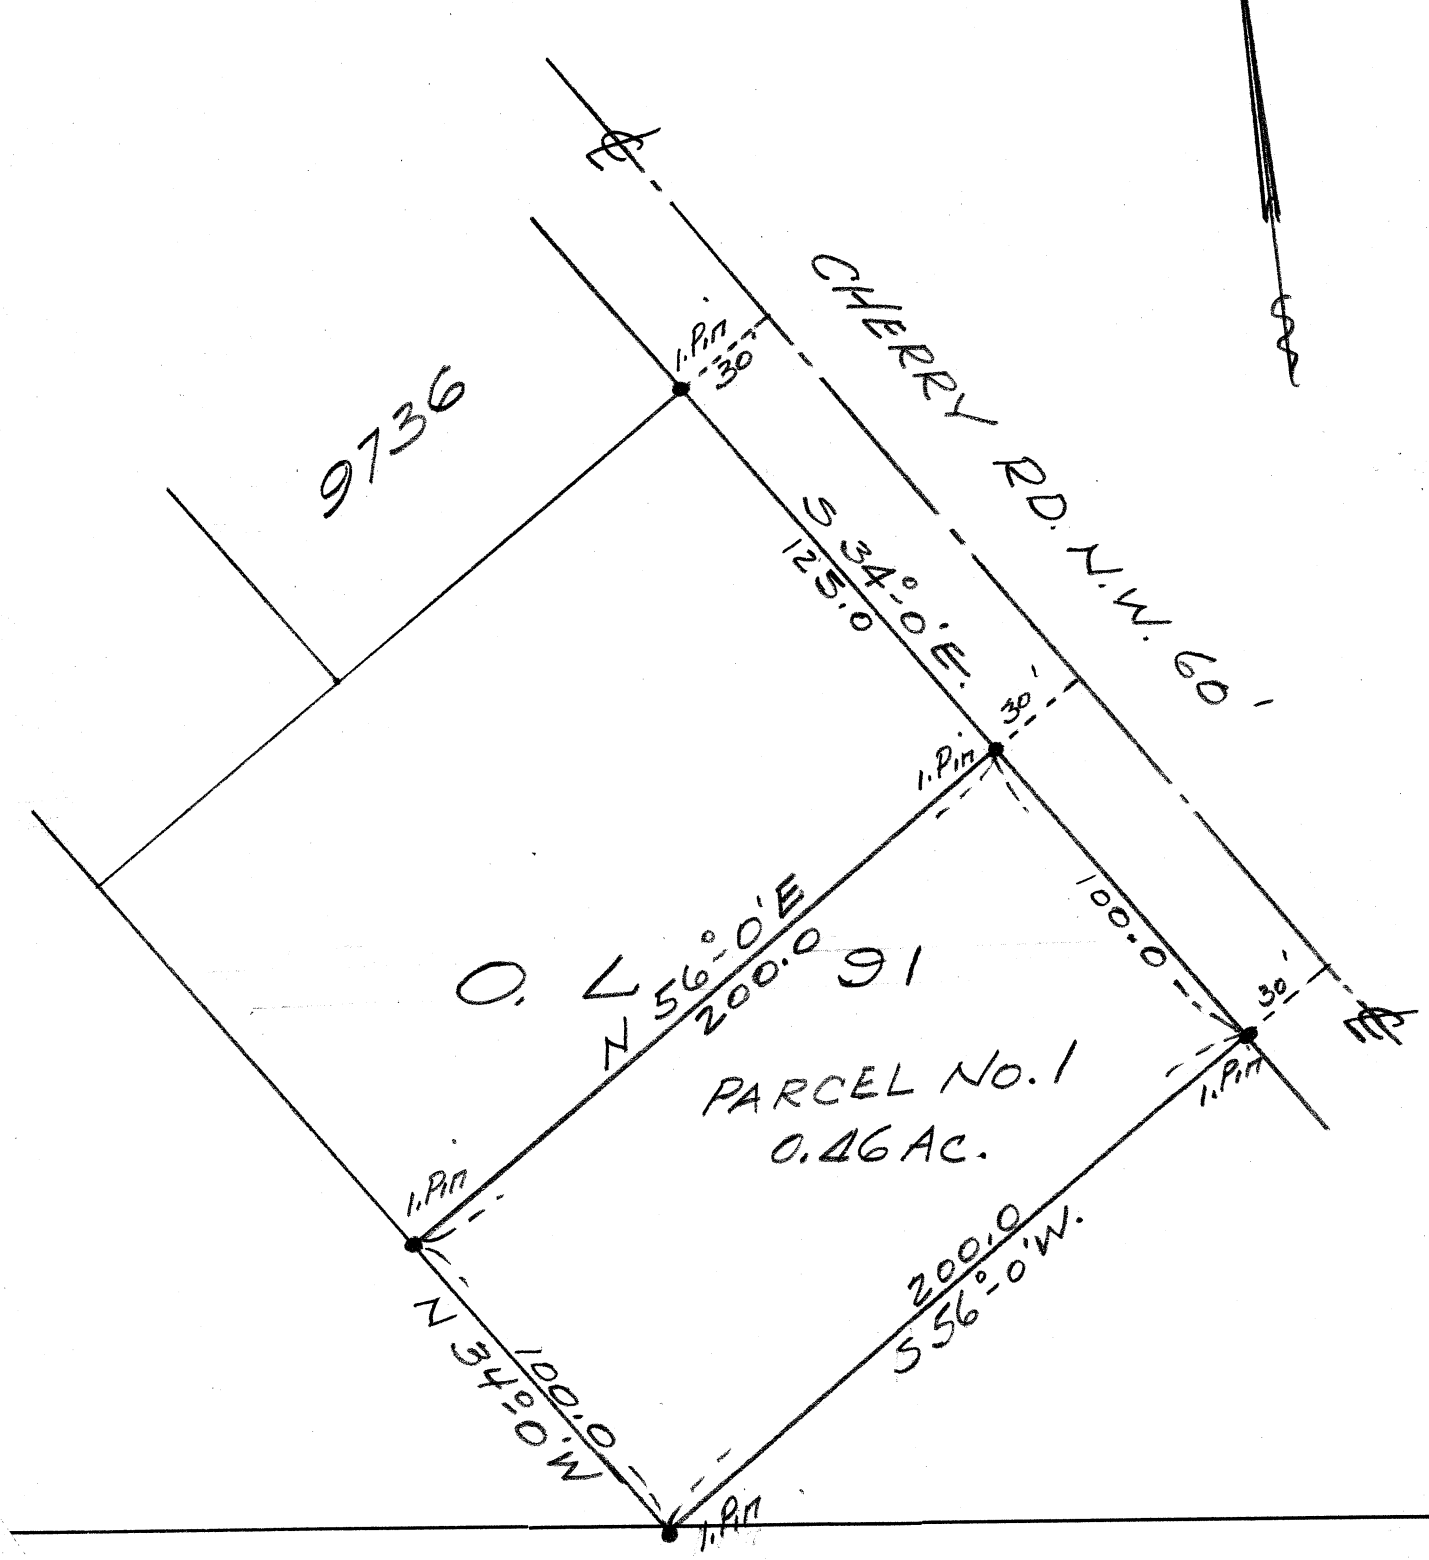 ℄
CHERRY RD. N.W. 60'
1. Pin
30'
9736
S 34°-0' E.
125.0
30'
1. Pin
100.0
N 56°-0' E
200.0
O. L 91
30'
1. Pin
PARCEL No. 1
0.46 Ac.
1. Pin
200.0
S 56°-0' W.
100.0
N 34°-0' W
1. Pin